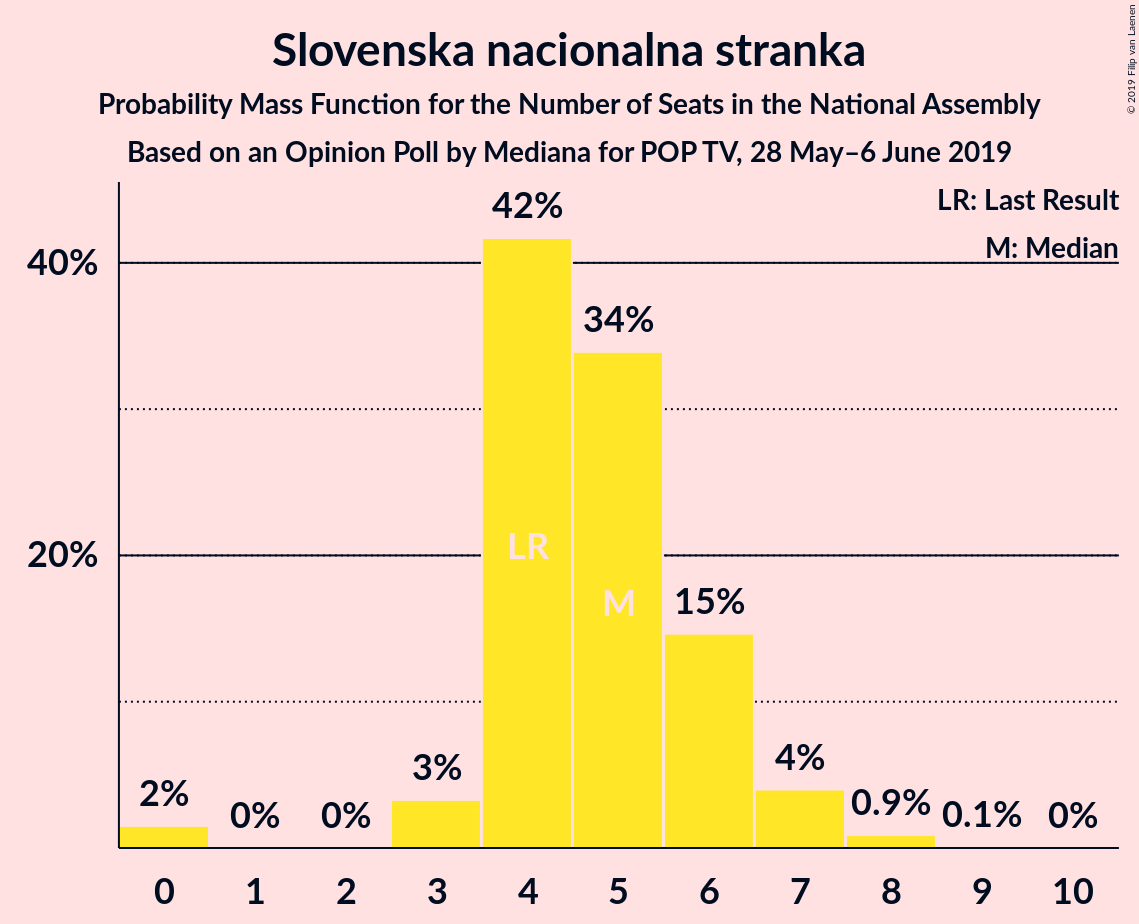 Slovenska nacionalna stranka
Probability Mass Function for the Number of Seats in the National Assembly
Based on an Opinion Poll by Mediana for POP TV, 28 May–6 June 2019
© 2019 Filip van Laenen
LR: Last Result
M: Median
40%
20%
2%
0%
0%
3%
42%
34%
15%
4%
0.9%
0.1%
0%
LR
M
0 1 2 3 4 5 6 7 8 9 10